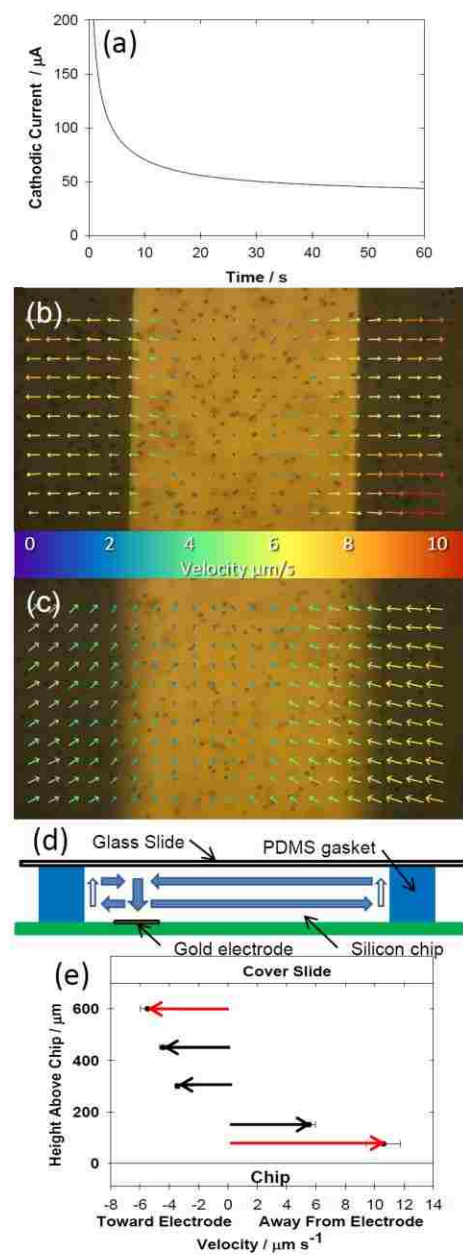 (a)
200
150
100
50
0
Cathodic Current / µA
0 10 20 30 40 50 60
Time / s
(b)
0 2 4 6 8 10
Velocity µm/s
(c)
(d)
Glass Slide
PDMS gasket
Gold electrode
Silicon chip
(e)
Cover Slide
600
400
200
0
Height Above Chip / µm
Chip
-8 -6 -4 -2 0 2 4 6 8 10 12 14
Toward Electrode Away From Electrode
Velocity / µm s⁻¹